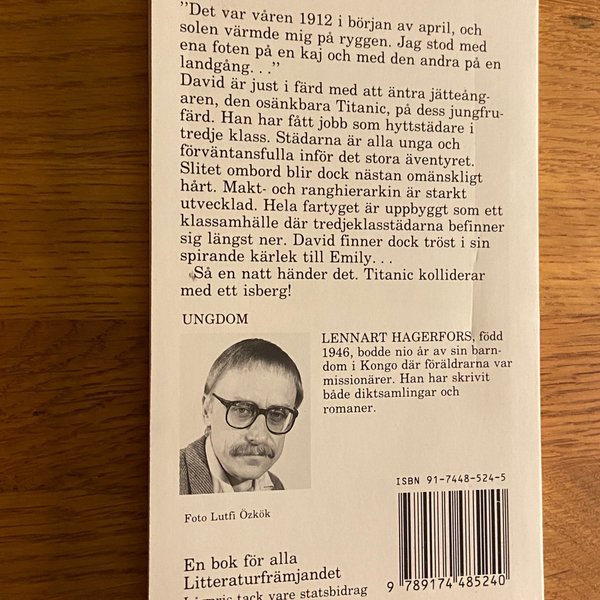 "Det var våren 1912 i början av april, och
solen värmde mig på ryggen. Jag stod med
ena foten på en kaj och med den andra på en
landgång. . ."
David är just i färd med att äntra jätteång-
aren, den osänkbara Titanic, på dess jungfru-
färd. Han har fått jobb som hyttstädare i
tredje klass. Städarna är alla unga och
förväntansfulla inför det stora äventyret.
Slitet ombord blir dock nästan omänskligt
hårt. Makt- och ranghierarkin är starkt
utvecklad. Hela fartyget är uppbyggt som ett
klassamhälle där tredjeklasstädarna befinner
sig längst ner. David finner dock tröst i sin
spirande kärlek till Emily. . .
Så en natt händer det. Titanic kolliderar
med ett isberg!
UNGDOM
LENNART HAGERFORS, född
1946, bodde nio år av sin barn-
dom i Kongo där föräldrarna var
missionärer. Han har skrivit
både diktsamlingar och
romaner.
Foto Lutfi Özkök
ISBN 91-7448-524-5
9 789174 485240
En bok för alla
Litteraturfrämjandet
Lågpris tack vare statsbidrag